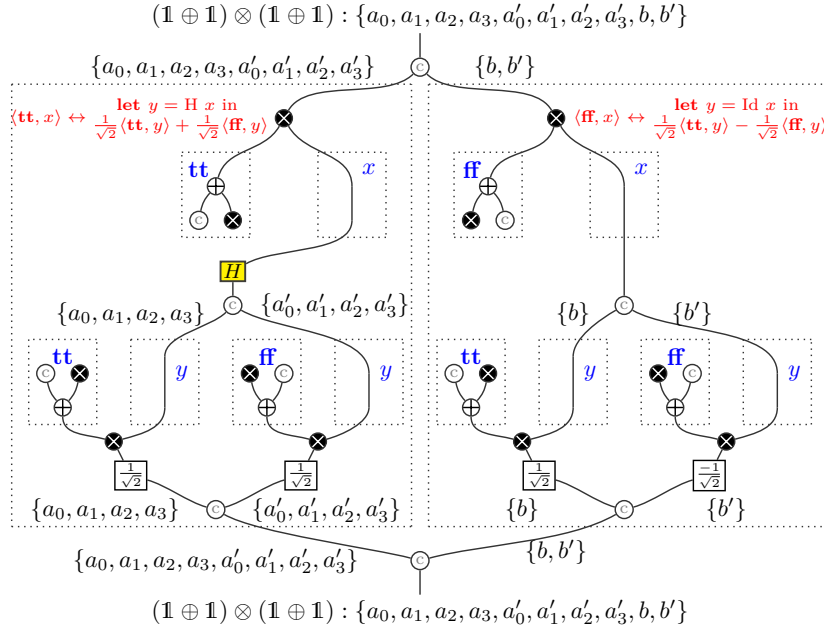 (𝟙 ⊕ 𝟙) ⊗ (𝟙 ⊕ 𝟙) : {a₀, a₁, a₂, a₃, a′₀, a′₁, a′₂, a′₃, b, b′}
{a₀, a₁, a₂, a₃, a′₀, a′₁, a′₂, a′₃} C {b, b′}
let y = H x in
⟨tt, x⟩ ↔ 1/√2⟨tt, y⟩ + 1/√2⟨ff, y⟩
let y = Id x in
⟨ff, x⟩ ↔ 1/√2⟨tt, y⟩ − 1/√2⟨ff, y⟩
tt x ff x
C C
H
{a₀, a₁, a₂, a₃} C {a′₀, a′₁, a′₂, a′₃} {b} C {b′}
tt y ff y tt y ff y
C C C C
1/√2 1/√2 1/√2 −1/√2
{a₀, a₁, a₂, a₃} C {a′₀, a′₁, a′₂, a′₃} {b} C {b′}
{a₀, a₁, a₂, a₃, a′₀, a′₁, a′₂, a′₃} C {b, b′}
(𝟙 ⊕ 𝟙) ⊗ (𝟙 ⊕ 𝟙) : {a₀, a₁, a₂, a₃, a′₀, a′₁, a′₂, a′₃, b, b′}